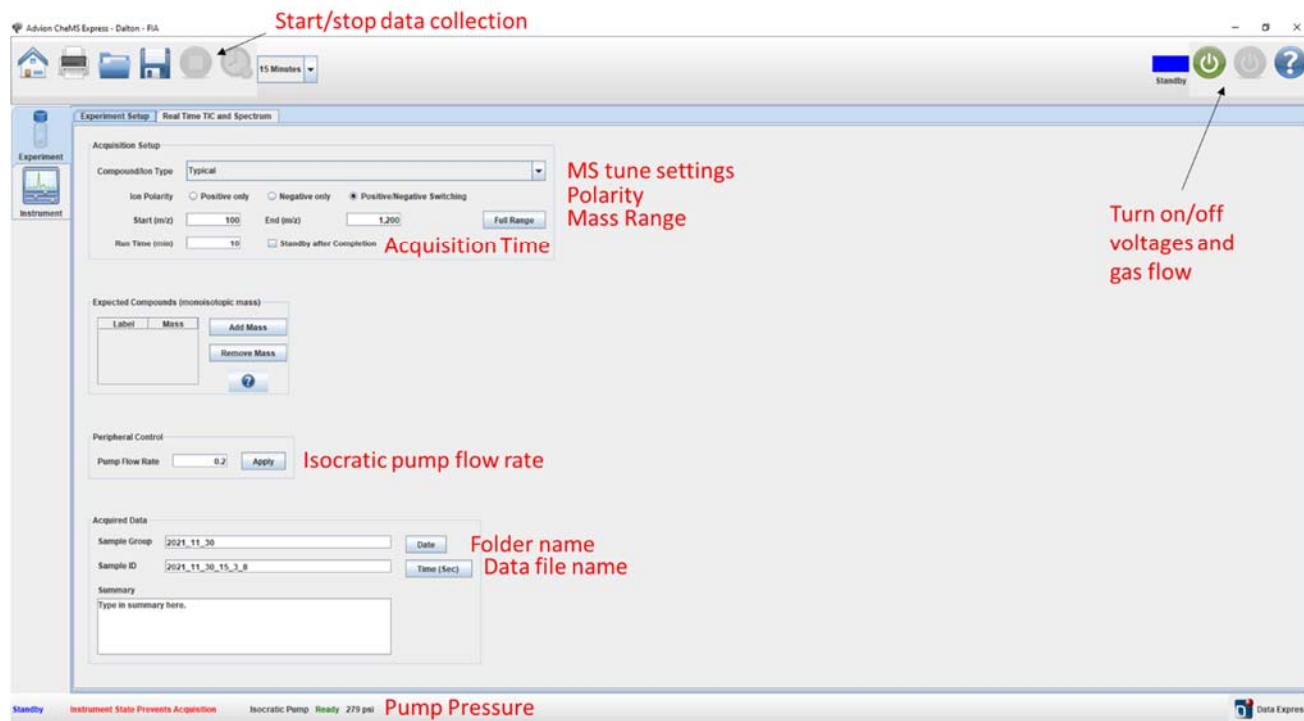 Start/stop data collection
Advion CheMS Express - Dalton - FIA
15 Minutes
Standby
Experiment
Instrument
Experiment Setup
Real Time TIC and Spectrum
Acquisition Setup
Compound/Ion Type Typical
MS tune settings
Ion Polarity Positive only Negative only Positive/Negative Switching
Polarity
Start (m/z) 100 End (m/z) 1,200 Full Range
Mass Range
Run Time (min) 10 Standby after Completion
Acquisition Time
Turn on/off
voltages and
gas flow
Expected Compounds (monoisotopic mass)
Label Mass
Add Mass
Remove Mass
?
Peripheral Control
Pump Flow Rate 0.2 Apply
Isocratic pump flow rate
Acquired Data
Sample Group 2021_11_30 Date
Folder name
Sample ID 2021_11_30_15_3_8 Time (Sec)
Data file name
Summary
Type in summary here.
Standby Instrument State Prevents Acquisition Isocratic Pump Ready 279 psi
Pump Pressure
Data Expres